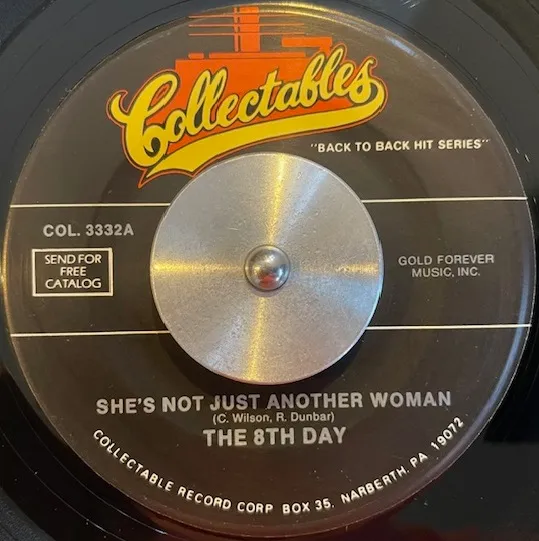 Collectables
"BACK TO BACK HIT SERIES"
COL. 3332A
SEND FOR
FREE
CATALOG
GOLD FOREVER
MUSIC, INC.
SHE'S NOT JUST ANOTHER WOMAN
(C. Wilson, R. Dunbar)
THE 8TH DAY
COLLECTABLE RECORD CORP BOX 35, NARBERTH, PA 19072